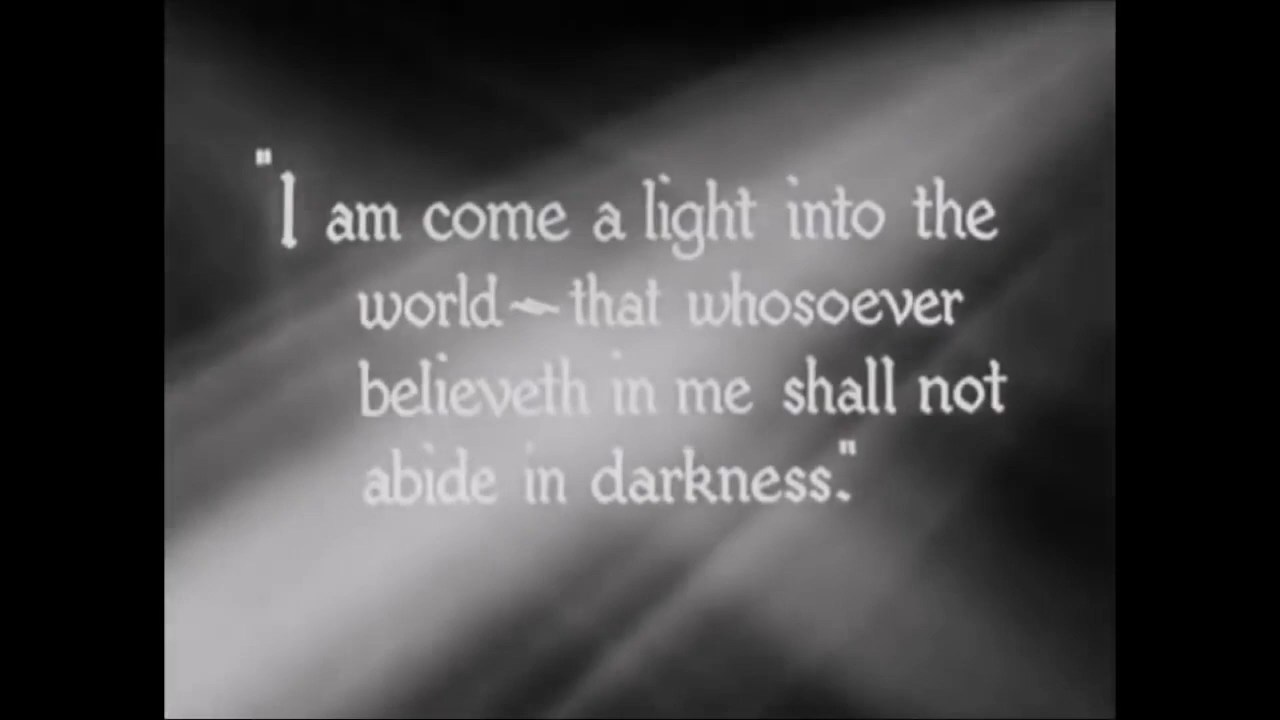 "I am come a light into the
world~that whosoever
believeth in me shall not
abide in darkness."